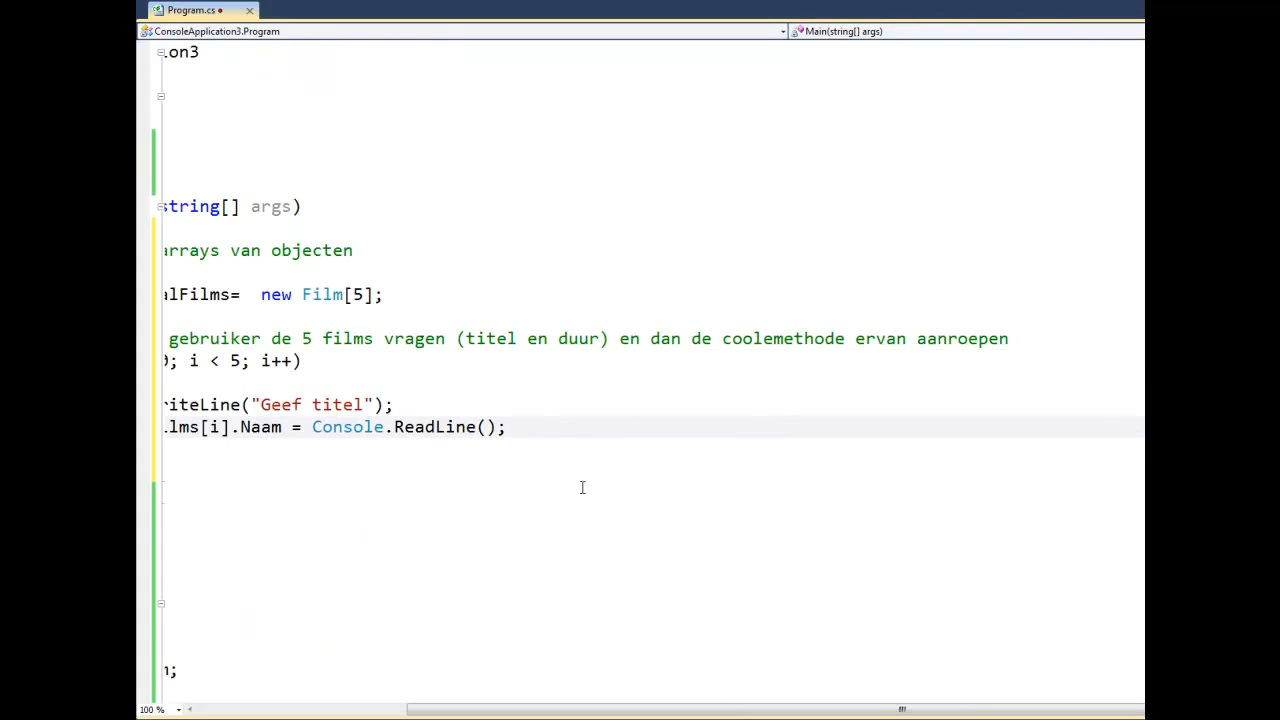 Program.cs
ConsoleApplication3.Program
Main(string[] args)
.on3
string[] args)
arrays van objecten
alFilms=  new Film[5];
gebruiker de 5 films vragen (titel en duur) en dan de coolemethode ervan aanroepen
; i < 5; i++)
riteLine("Geef titel");
lms[i].Naam = Console.ReadLine();
;
100 %